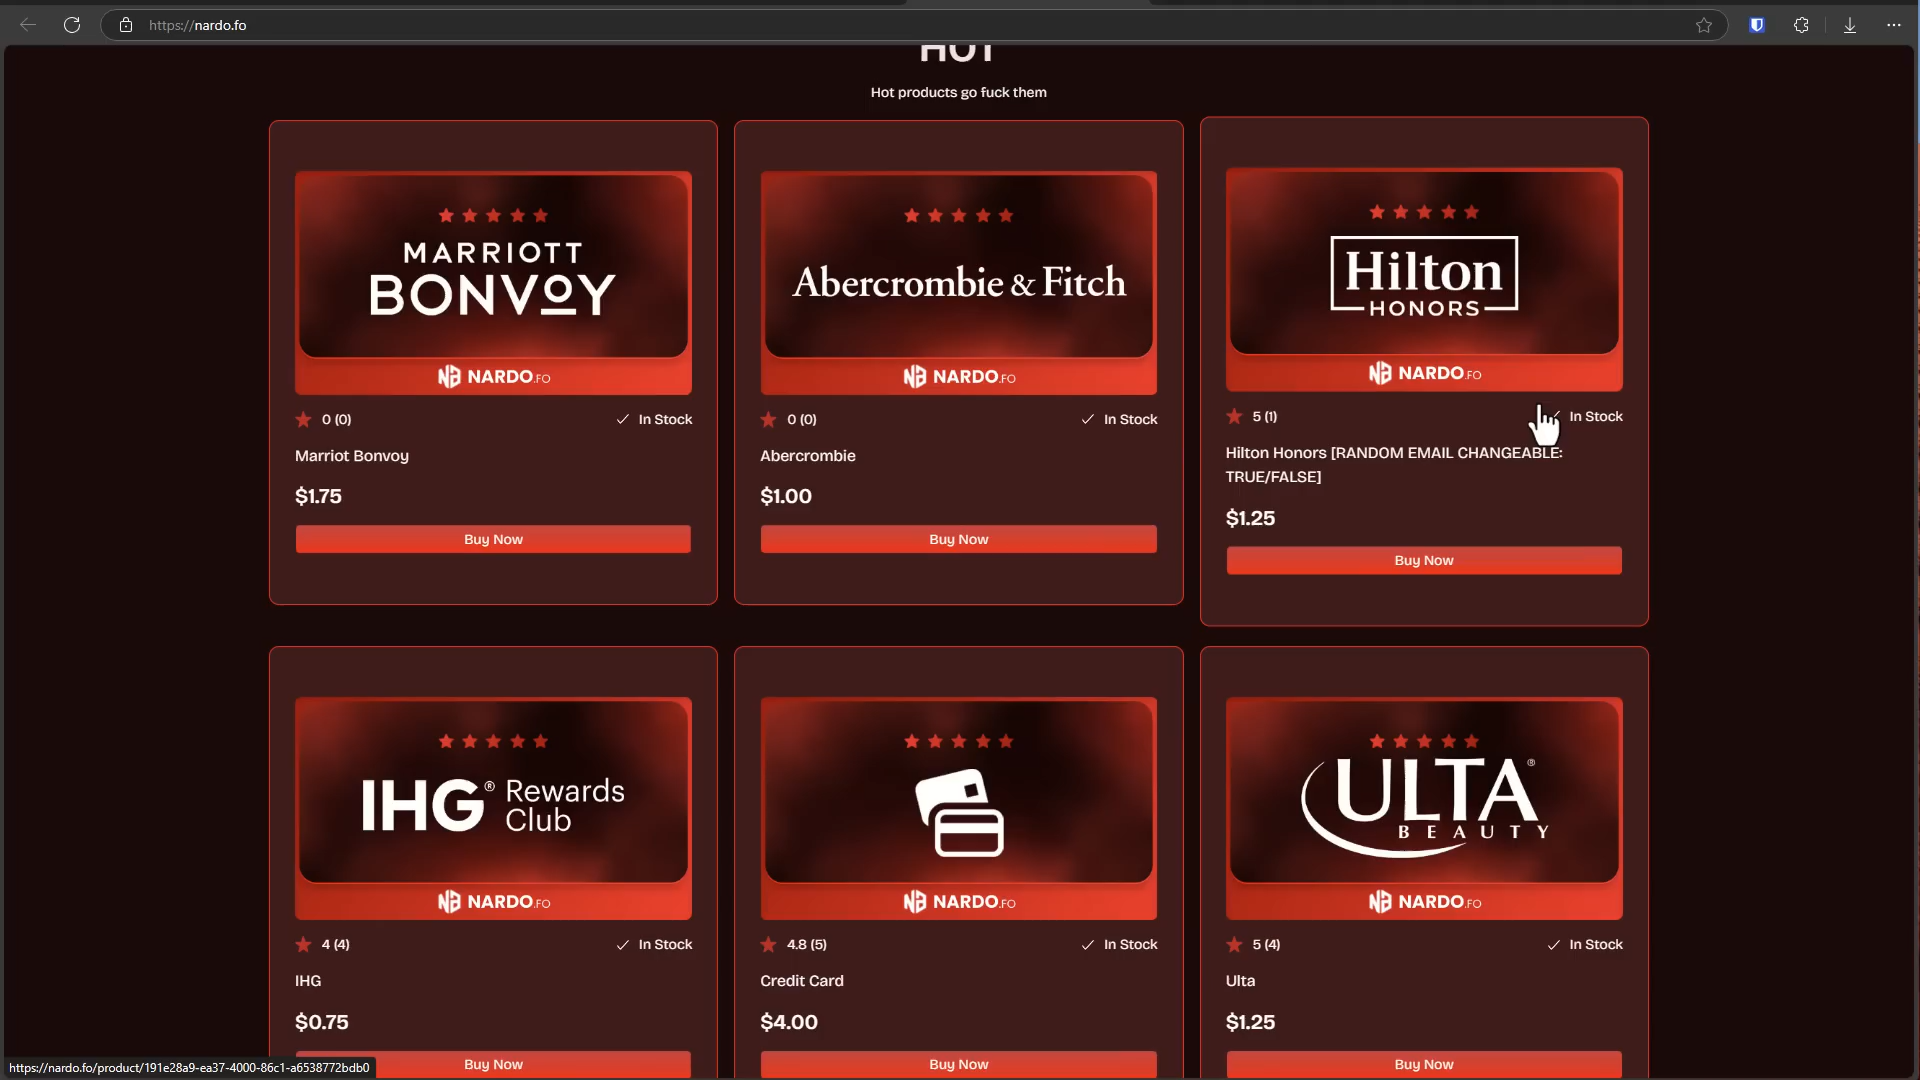 https://nardo.fo
HOT
Hot products go fuck them
MARRIOTT
BONVOY
NARDO.FO
0 (0)
In Stock
Marriot Bonvoy
$1.75
Buy Now
Abercrombie & Fitch
NARDO.FO
0 (0)
In Stock
Abercrombie
$1.00
Buy Now
Hilton
HONORS
NARDO.FO
5 (1)
In Stock
Hilton Honors [RANDOM EMAIL CHANGEABLE:
TRUE/FALSE]
$1.25
Buy Now
IHG® Rewards
Club
NARDO.FO
4 (4)
In Stock
IHG
$0.75
Buy Now
NARDO.FO
4.8 (5)
In Stock
Credit Card
$4.00
Buy Now
ULTA®
BEAUTY
NARDO.FO
5 (4)
In Stock
Ulta
$1.25
Buy Now
https://nardo.fo/product/191e28a9-ea37-4000-86c1-a6538772bdb0